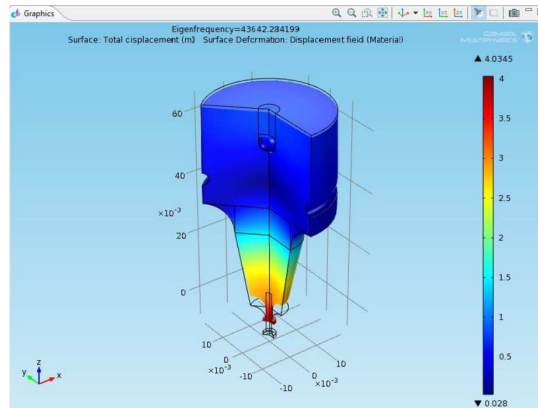 Graphics
Eigenfrequency=43642.284199
Surface: Total cisplacement (m) Surface Deformation: Displacement field (Material)
COMSOL
MULTIPHYSICS
▲ 4.0345
4
3.5
3
2.5
2
1.5
1
0.5
▼ 0.028
60
40
×10⁻³
20
0
10
0
×10⁻³
-10
10
0
×10⁻³
-10
z
y
x